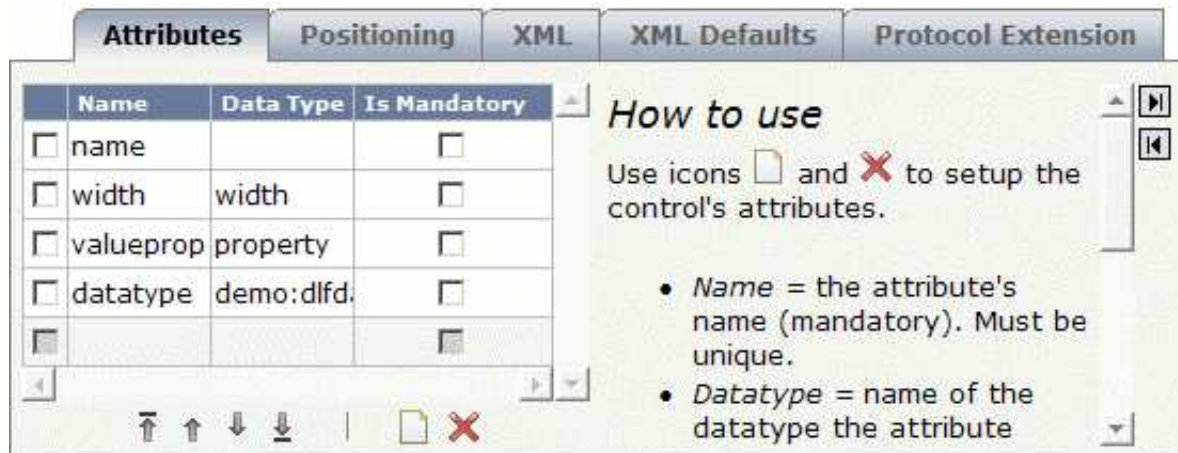 Attributes Positioning XML XML Defaults Protocol Extension
Name Data Type Is Mandatory
name
width width
valueprop property
datatype demo:dlfd
How to use
Use icons and to setup the
control's attributes.
• Name = the attribute's
name (mandatory). Must be
unique.
• Datatype = name of the
datatype the attribute